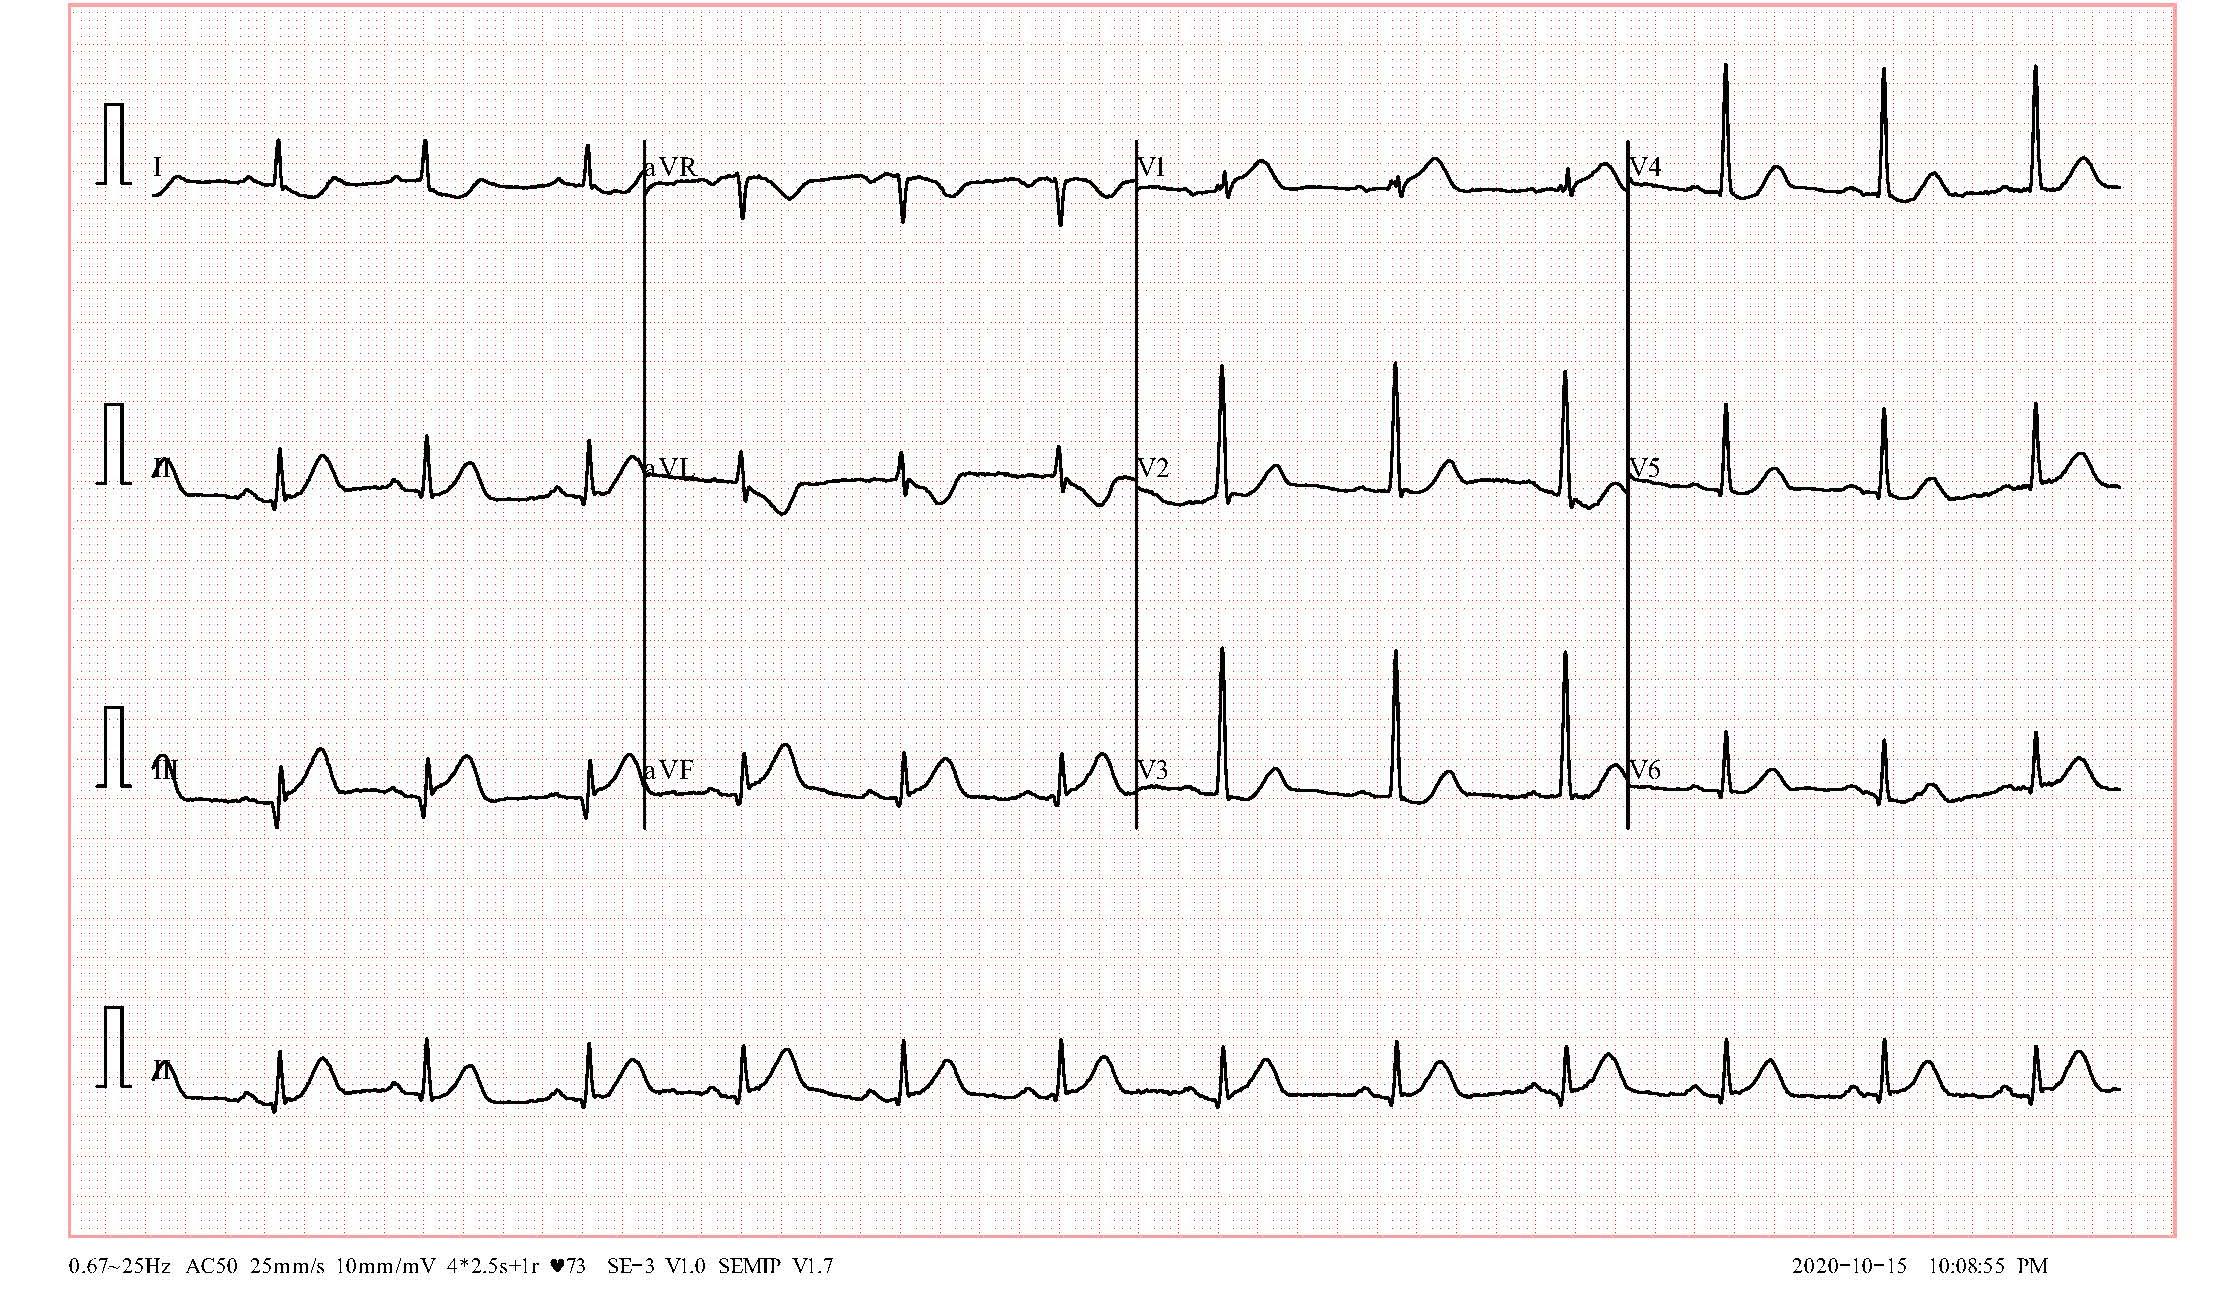 I aVR V1 V4
II aVL V2 V5
III aVF V3 V6
II
0.67~25Hz AC50 25mm/s 10mm/mV 4*2.5s+1r ♥73 SE-3 V1.0 SEMIP V1.7 2020-10-15 10:08:55 PM